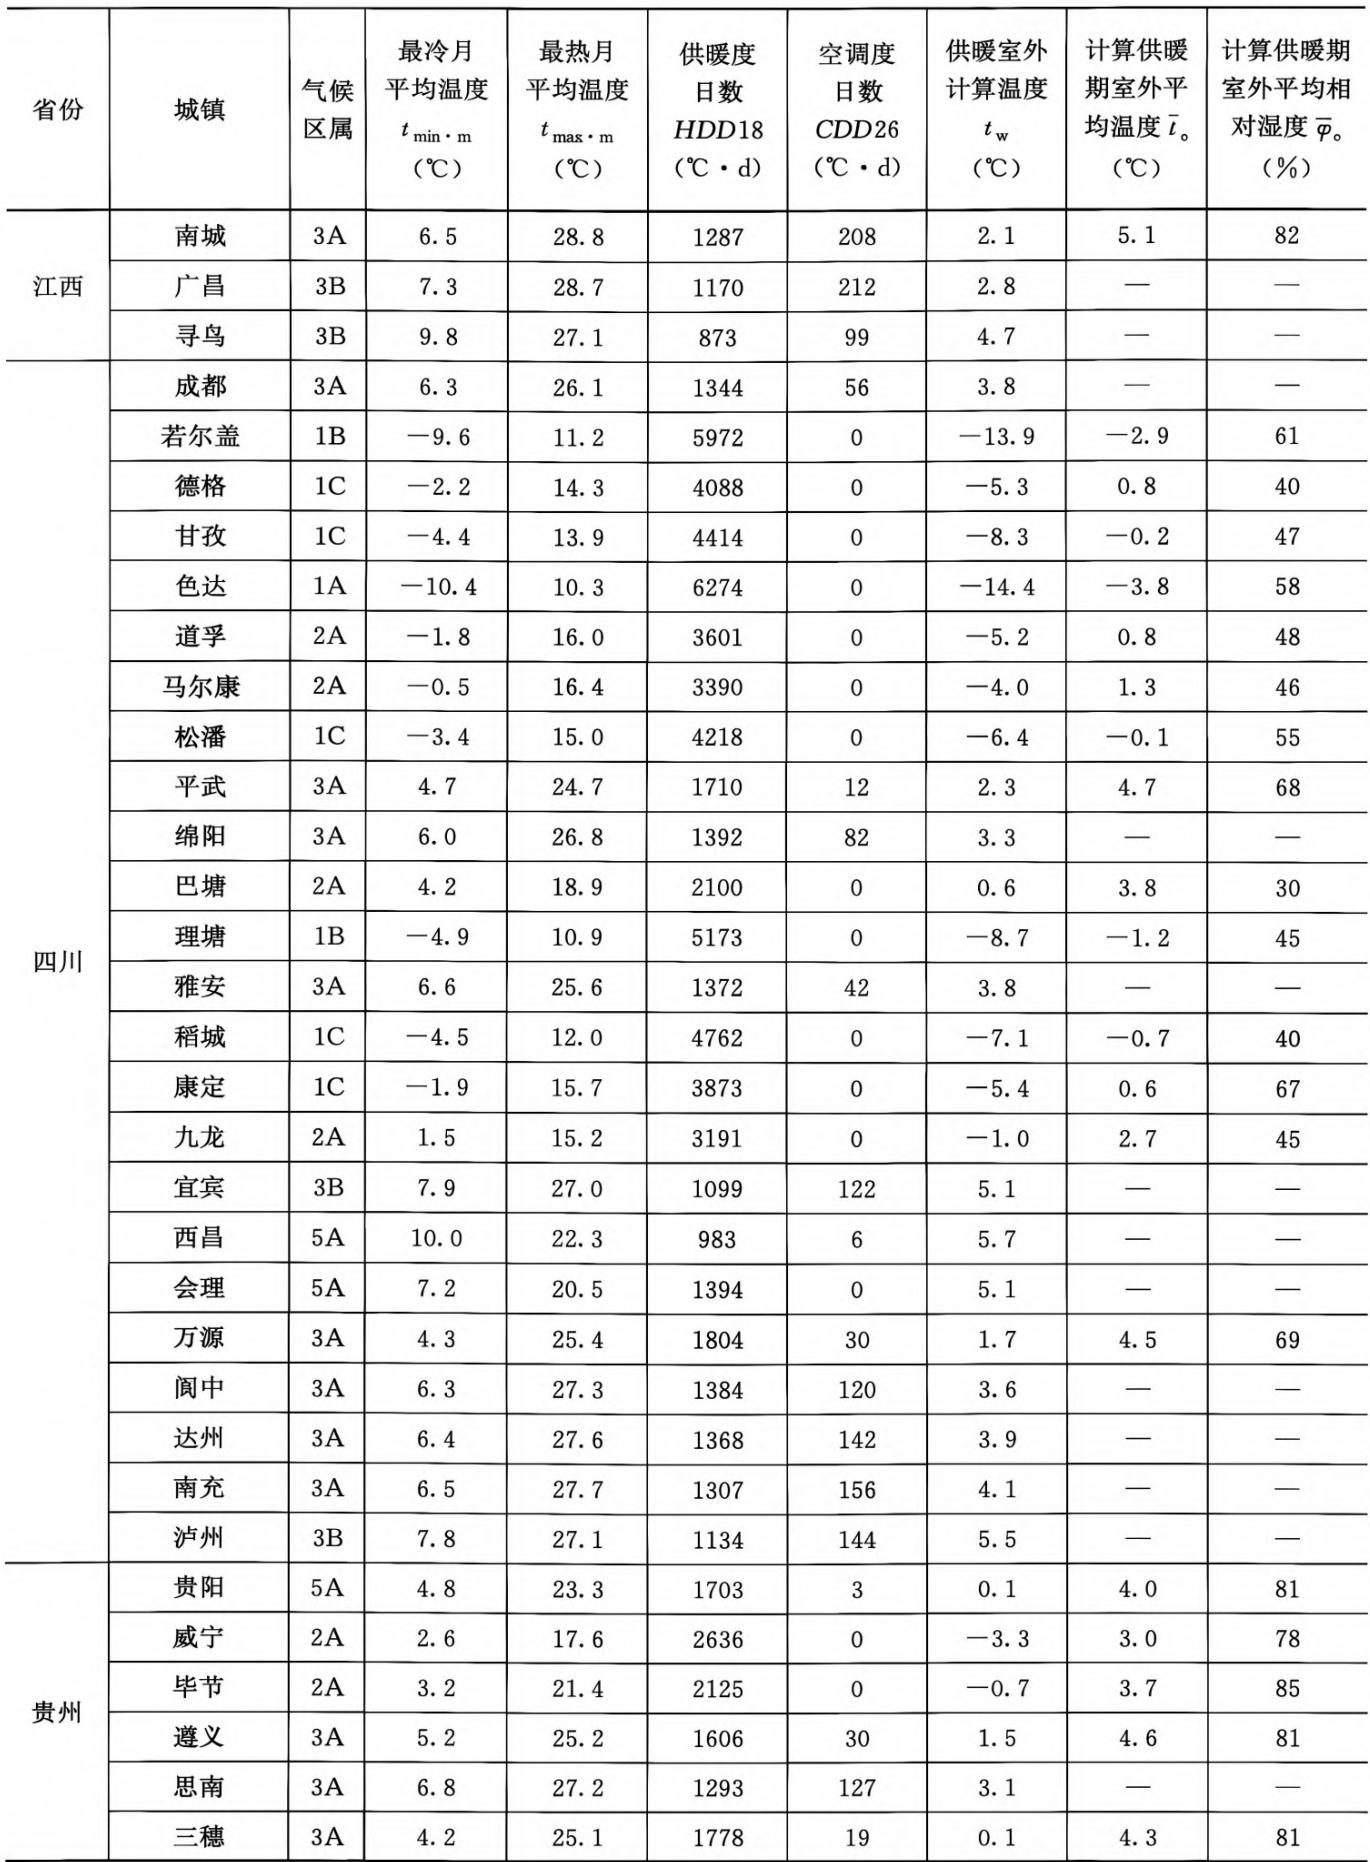 省份 城镇 气候区属 最冷月平均温度 t min·m (℃) 最热月平均温度 t max·m (℃) 供暖度日数 HDD18 (℃·d) 空调度日数 CDD26 (℃·d) 供暖室外计算温度 t w (℃) 计算供暖期室外平均温度 t̄。 (℃) 计算供暖期室外平均相对湿度 φ̄。 (%)
江西 南城 3A 6.5 28.8 1287 208 2.1 5.1 82
广昌 3B 7.3 28.7 1170 212 2.8 — —
寻乌 3B 9.8 27.1 873 99 4.7 — —
四川 成都 3A 6.3 26.1 1344 56 3.8 — —
若尔盖 1B —9.6 11.2 5972 0 —13.9 —2.9 61
德格 1C —2.2 14.3 4088 0 —5.3 0.8 40
甘孜 1C —4.4 13.9 4414 0 —8.3 —0.2 47
色达 1A —10.4 10.3 6274 0 —14.4 —3.8 58
道孚 2A —1.8 16.0 3601 0 —5.2 0.8 48
马尔康 2A —0.5 16.4 3390 0 —4.0 1.3 46
松潘 1C —3.4 15.0 4218 0 —6.4 —0.1 55
平武 3A 4.7 24.7 1710 12 2.3 4.7 68
绵阳 3A 6.0 26.8 1392 82 3.3 — —
巴塘 2A 4.2 18.9 2100 0 0.6 3.8 30
理塘 1B —4.9 10.9 5173 0 —8.7 —1.2 45
雅安 3A 6.6 25.6 1372 42 3.8 — —
稻城 1C —4.5 12.0 4762 0 —7.1 —0.7 40
康定 1C —1.9 15.7 3873 0 —5.4 0.6 67
九龙 2A 1.5 15.2 3191 0 —1.0 2.7 45
宜宾 3B 7.9 27.0 1099 122 5.1 — —
西昌 5A 10.0 22.3 983 6 5.7 — —
会理 5A 7.2 20.5 1394 0 5.1 — —
万源 3A 4.3 25.4 1804 30 1.7 4.5 69
阆中 3A 6.3 27.3 1384 120 3.6 — —
达州 3A 6.4 27.6 1368 142 3.9 — —
南充 3A 6.5 27.7 1307 156 4.1 — —
泸州 3B 7.8 27.1 1134 144 5.5 — —
贵州 贵阳 5A 4.8 23.3 1703 3 0.1 4.0 81
威宁 2A 2.6 17.6 2636 0 —3.3 3.0 78
毕节 2A 3.2 21.4 2125 0 —0.7 3.7 85
遵义 3A 5.2 25.2 1606 30 1.5 4.6 81
思南 3A 6.8 27.2 1293 127 3.1 — —
三穗 3A 4.2 25.1 1778 19 0.1 4.3 81